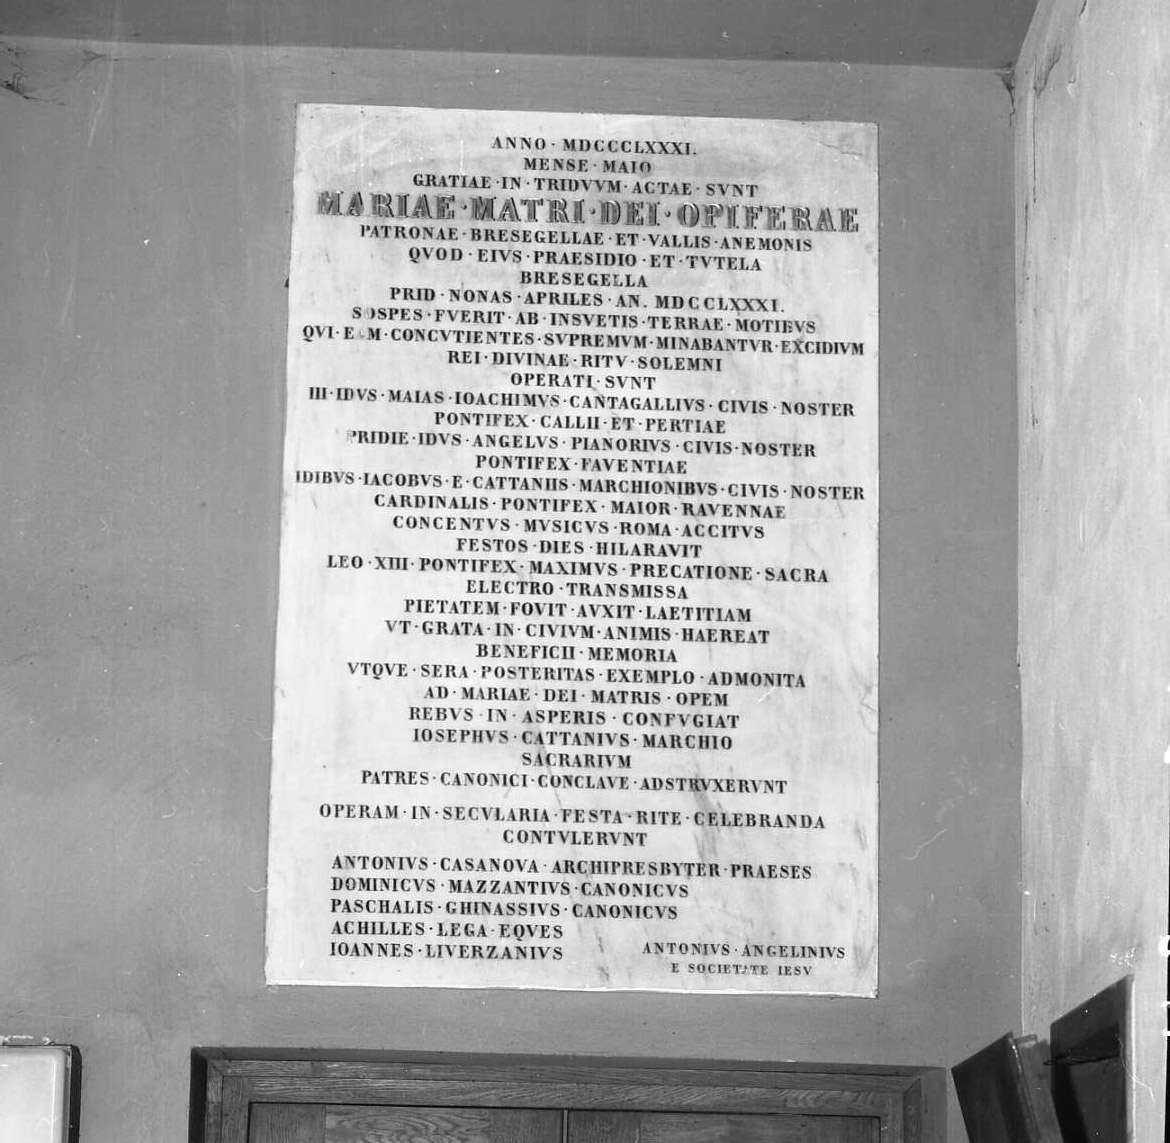 ANNO · MDCCCLXXXI.
MENSE · MAIO
GRATIAE · IN · TRIDVVM · ACTAE · SVNT
MARIAE · MATRI · DEI · OPIFERAE
PATRONAE · BRESEGELLAE · ET · VALLIS · ANEMONIS
QVOD · EIVS · PRAESIDIO · ET · TVTELA
BRESEGELLA
PRID · NONAS · APRILES · AN. MDCCLXXXI.
SOSPES · FVERIT · AB · INSVETIS · TERRAE · MOTIBVS
QVI · EAM · CONCVTIENTES · SVPREMVM · MINABANTVR · EXCIDIVM
REI · DIVINAE · RITV · SOLEMNI
OPERATI · SVNT
III · IDVS · MAIAS · IOACHIMVS · CANTAGALLIVS · CIVIS · NOSTER
PONTIFEX · CALLII · ET · PERTIAE
PRIDIE · IDVS · ANGELVS · PIANORIVS · CIVIS · NOSTER
PONTIFEX · FAVENTIAE
IDIBVS · IACOBVS · E · CATTANIIS · MARCHIONIBVS · CIVIS · NOSTER
CARDINALIS · PONTIFEX · MAIOR · RAVENNAE
CONCENTVS · MVSICVS · ROMA · ACCITVS
FESTOS · DIES · HILARAVIT
LEO · XIII · PONTIFEX · MAXIMVS · PRECATIONE · SACRA
ELECTRO · TRANSMISSA
PIETATEM · FOVIT · AVXIT · LAETITIAM
VT · GRATA · IN · CIVIVM · ANIMIS · HAEREAT
BENEFICII · MEMORIA
VTQVE · SERA · POSTERITAS · EXEMPLO · ADMONITA
AD · MARIAE · DEI · MATRIS · OPEM
REBVS · IN · ASPERIS · CONFVGIAT
IOSEPHVS · CATTANIVS · MARCHIO
SACRARIVM
PATRES · CANONICI · CONCLAVE · ADSTRVXERVNT
OPERAM · IN · SECVLARIA · FESTA · RITE · CELEBRANDA
CONTVLERVNT
ANTONIVS · CASANOVA · ARCHIPRESBYTER · PRAESES
DOMINICVS · MAZZANTIVS · CANONICVS
PASCHALIS · GHINASSIVS · CANONICVS
ACHILLES · LEGA · EQVES
IOANNES · LIVERZANIVS
ANTONIVS · ANGELINIVS
E SOCIETATE IESV